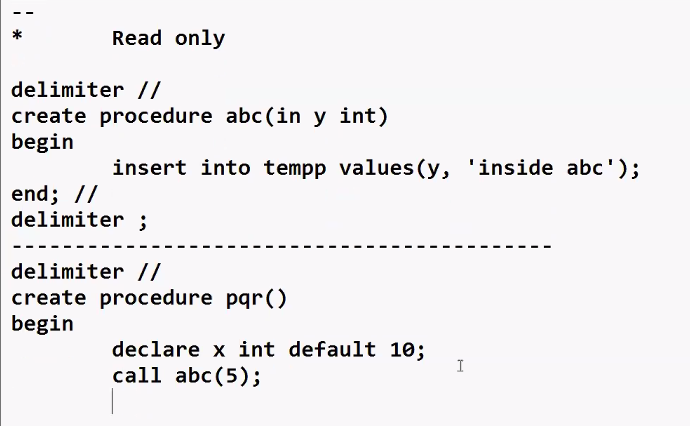 --
*       Read only
delimiter //
create procedure abc(in y int)
begin
        insert into tempp values(y, 'inside abc');
end; //
delimiter ;
-------------------------------------------
delimiter //
create procedure pqr()
begin
        declare x int default 10;
        call abc(5);